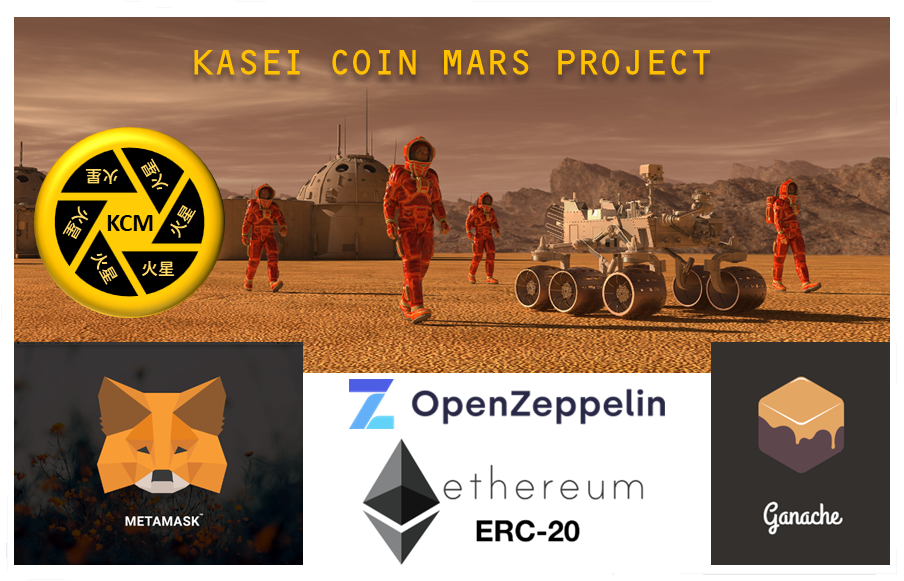 KASEI COIN MARS PROJECT
火星
火星
火星
火星
火星
火星
KCM
METAMASK™
OpenZeppelin
ethereum
ERC-20
Ganache